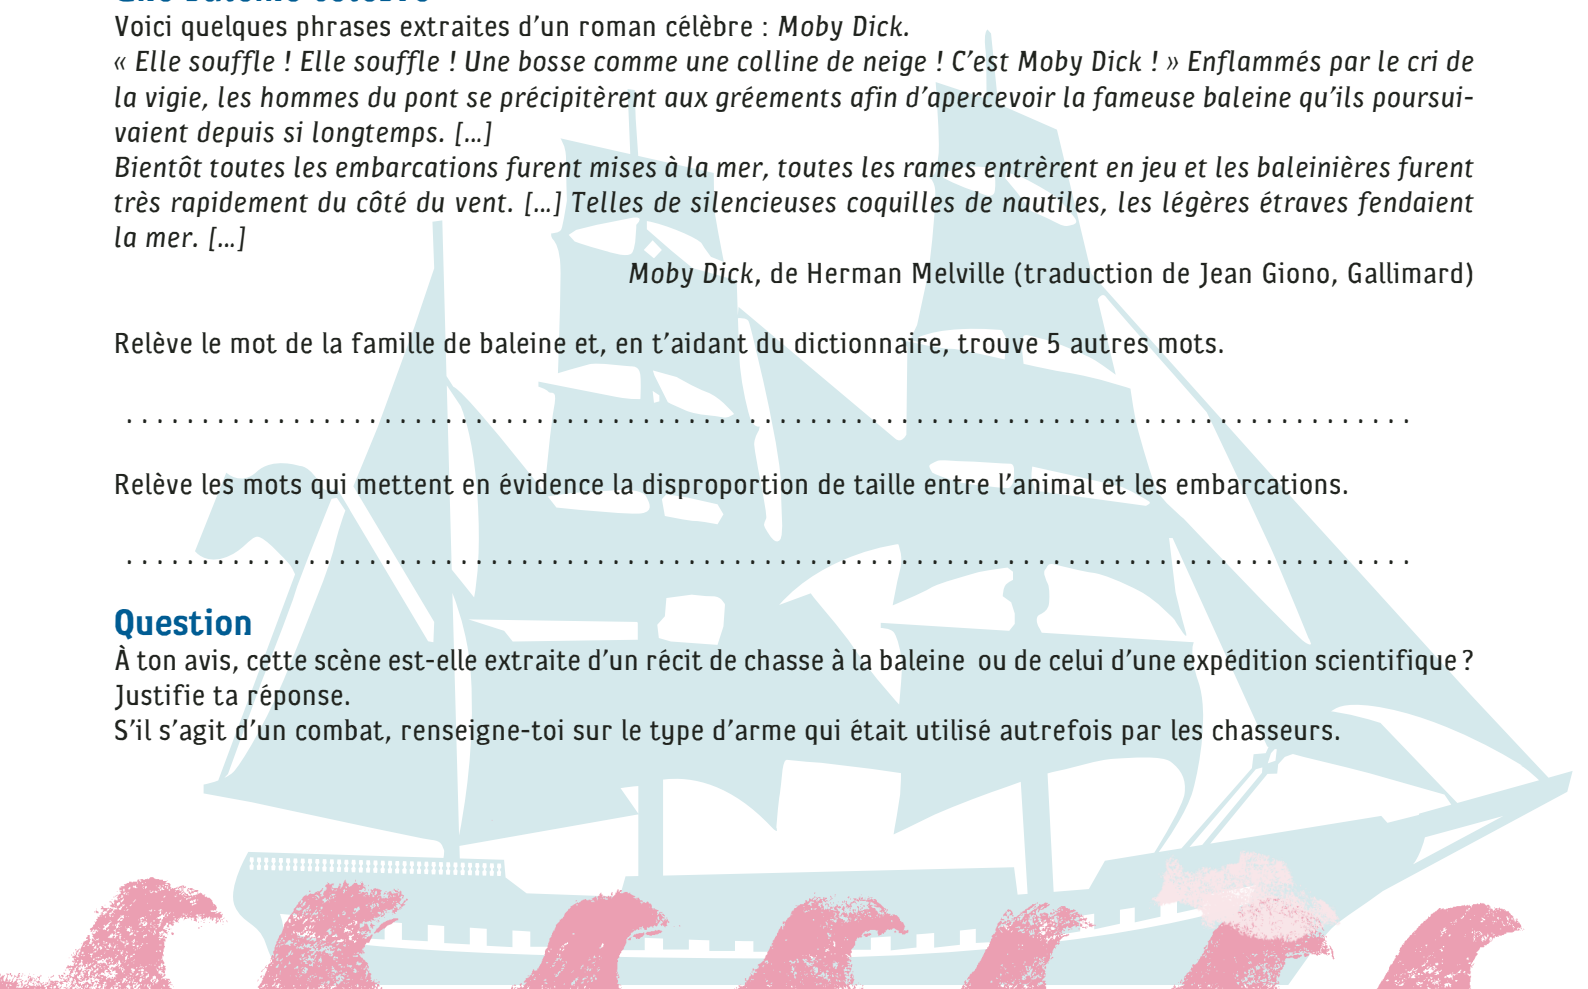 Voici quelques phrases extraites d’un roman célèbre : Moby Dick.
« Elle souffle ! Elle souffle ! Une bosse comme une colline de neige ! C’est Moby Dick ! » Enflammés par le cri de
la vigie, les hommes du pont se précipitèrent aux gréements afin d’apercevoir la fameuse baleine qu’ils poursui-
vaient depuis si longtemps. [...]
Bientôt toutes les embarcations furent mises à la mer, toutes les rames entrèrent en jeu et les baleinières furent
très rapidement du côté du vent. [...] Telles de silencieuses coquilles de nautiles, les légères étraves fendaient
la mer. [...]
Moby Dick, de Herman Melville (traduction de Jean Giono, Gallimard)
Relève le mot de la famille de baleine et, en t’aidant du dictionnaire, trouve 5 autres mots.
Relève les mots qui mettent en évidence la disproportion de taille entre l’animal et les embarcations.
Question
À ton avis, cette scène est-elle extraite d’un récit de chasse à la baleine ou de celui d’une expédition scientifique ?
Justifie ta réponse.
S’il s’agit d’un combat, renseigne-toi sur le type d’arme qui était utilisé autrefois par les chasseurs.